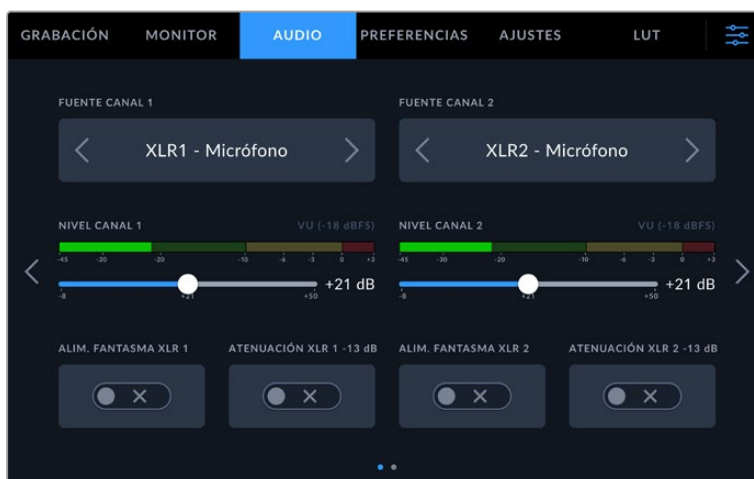 GRABACIÓN MONITOR AUDIO PREFERENCIAS AJUSTES LUT
FUENTE CANAL 1 FUENTE CANAL 2
XLR1 - Micrófono XLR2 - Micrófono
NIVEL CANAL 1 VU (-18 dBFS) NIVEL CANAL 2 VU (-18 dBFS)
-45 -30 -20 -10 -6 -3 0 +3 -45 -30 -20 -10 -6 -3 0 +3
+21 dB +21 dB
-8 +21 +50 -8 +21 +50
ALIM. FANTASMA XLR 1 ATENUACIÓN XLR 1 -13 dB ALIM. FANTASMA XLR 2 ATENUACIÓN XLR 2 -13 dB